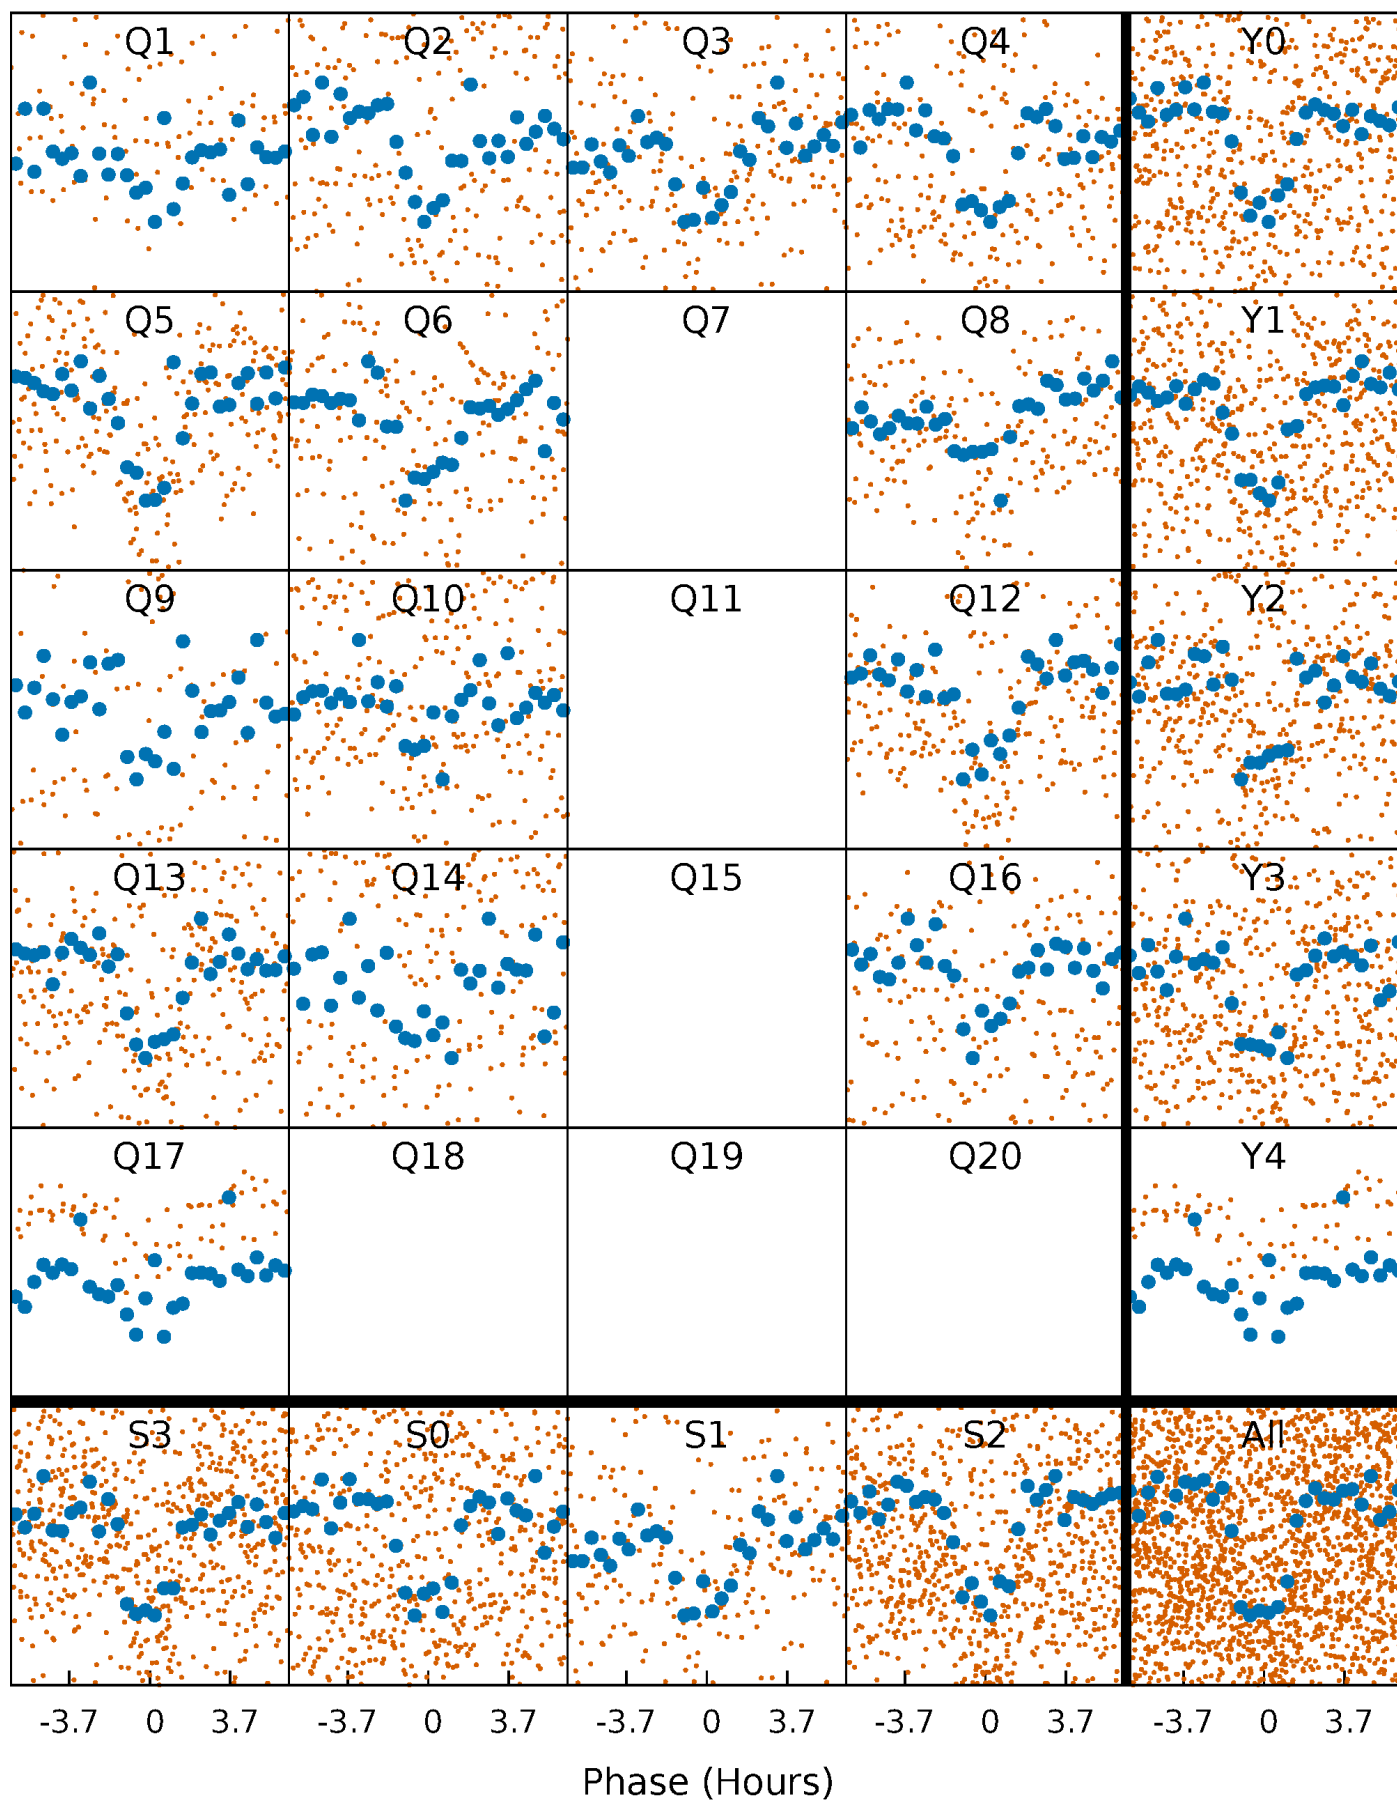 Q1 Q2 Q3 Q4 Y0
Q5 Q6 Q7 Q8 Y1
Q9 Q10 Q11 Q12 Y2
Q13 Q14 Q15 Q16 Y3
Q17 Q18 Q19 Q20 Y4
S3 S0 S1 S2 All
-3.7 0 3.7 -3.7 0 3.7 -3.7 0 3.7 -3.7 0 3.7 -3.7 0 3.7
Phase (Hours)